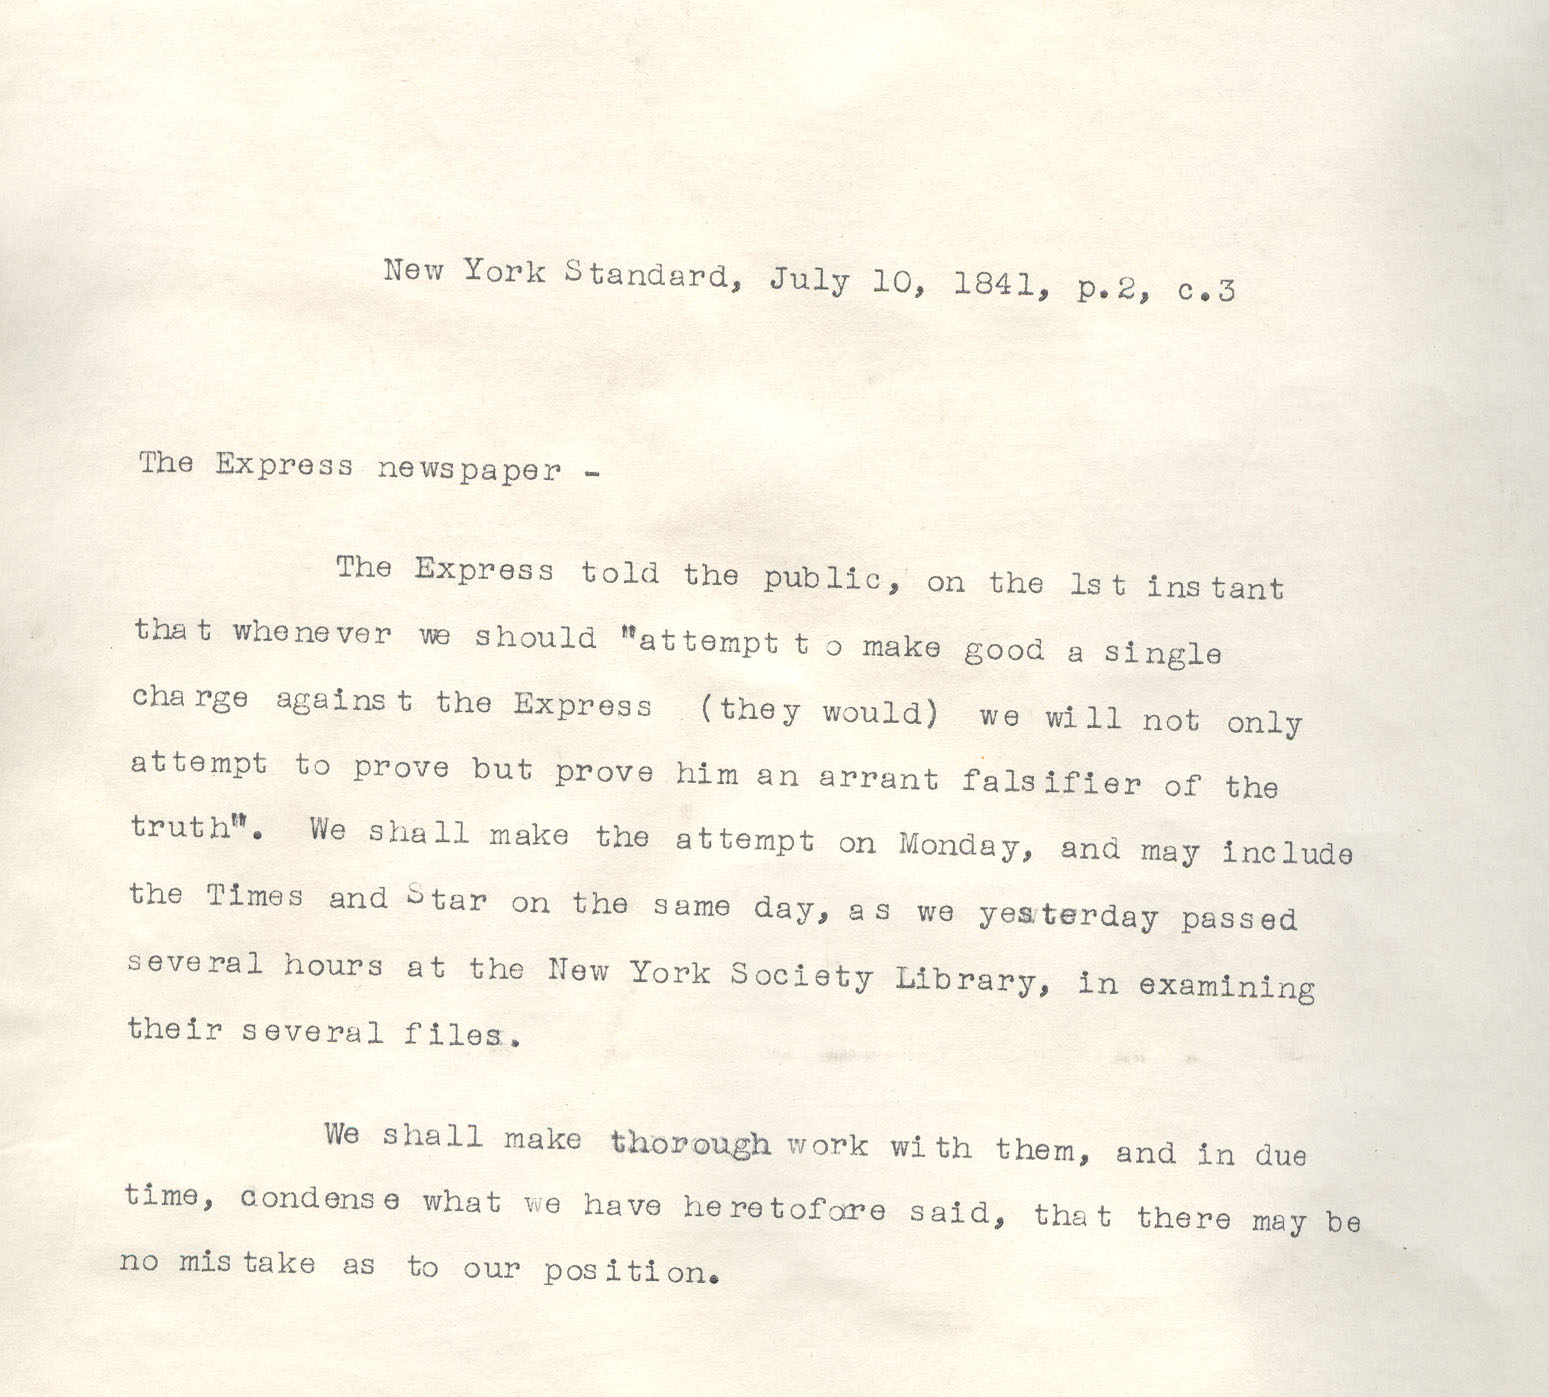 New York Standard, July 10, 1841, p.2, c.3
The Express newspaper -
The Express told the public, on the 1st instant
that whenever we should "attempt to make good a single
charge against the Express (they would) we will not only
attempt to prove but prove him an arrant falsifier of the
truth". We shall make the attempt on Monday, and may include
the Times and Star on the same day, as we yesterday passed
several hours at the New York Society Library, in examining
their several files.
We shall make thorough work with them, and in due
time, condense what we have heretofore said, that there may be
no mistake as to our position.